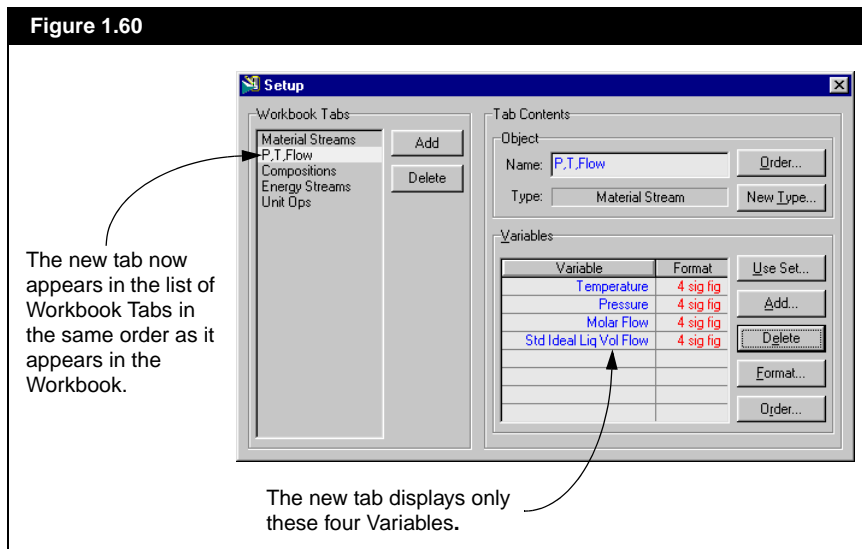 Figure 1.60
Setup
Workbook Tabs
Material Streams
P,T,Flow
Compositions
Energy Streams
Unit Ops
Add
Delete
Tab Contents
Object
Name: P,T,Flow
Order...
Type: Material Stream
New Type...
Variables
Variable Format
Temperature 4 sig fig
Pressure 4 sig fig
Molar Flow 4 sig fig
Std Ideal Liq Vol Flow 4 sig fig
Use Set...
Add...
Delete
Format...
Order...
The new tab now
appears in the list of
Workbook Tabs in
the same order as it
appears in the
Workbook.
The new tab displays only
these four Variables.